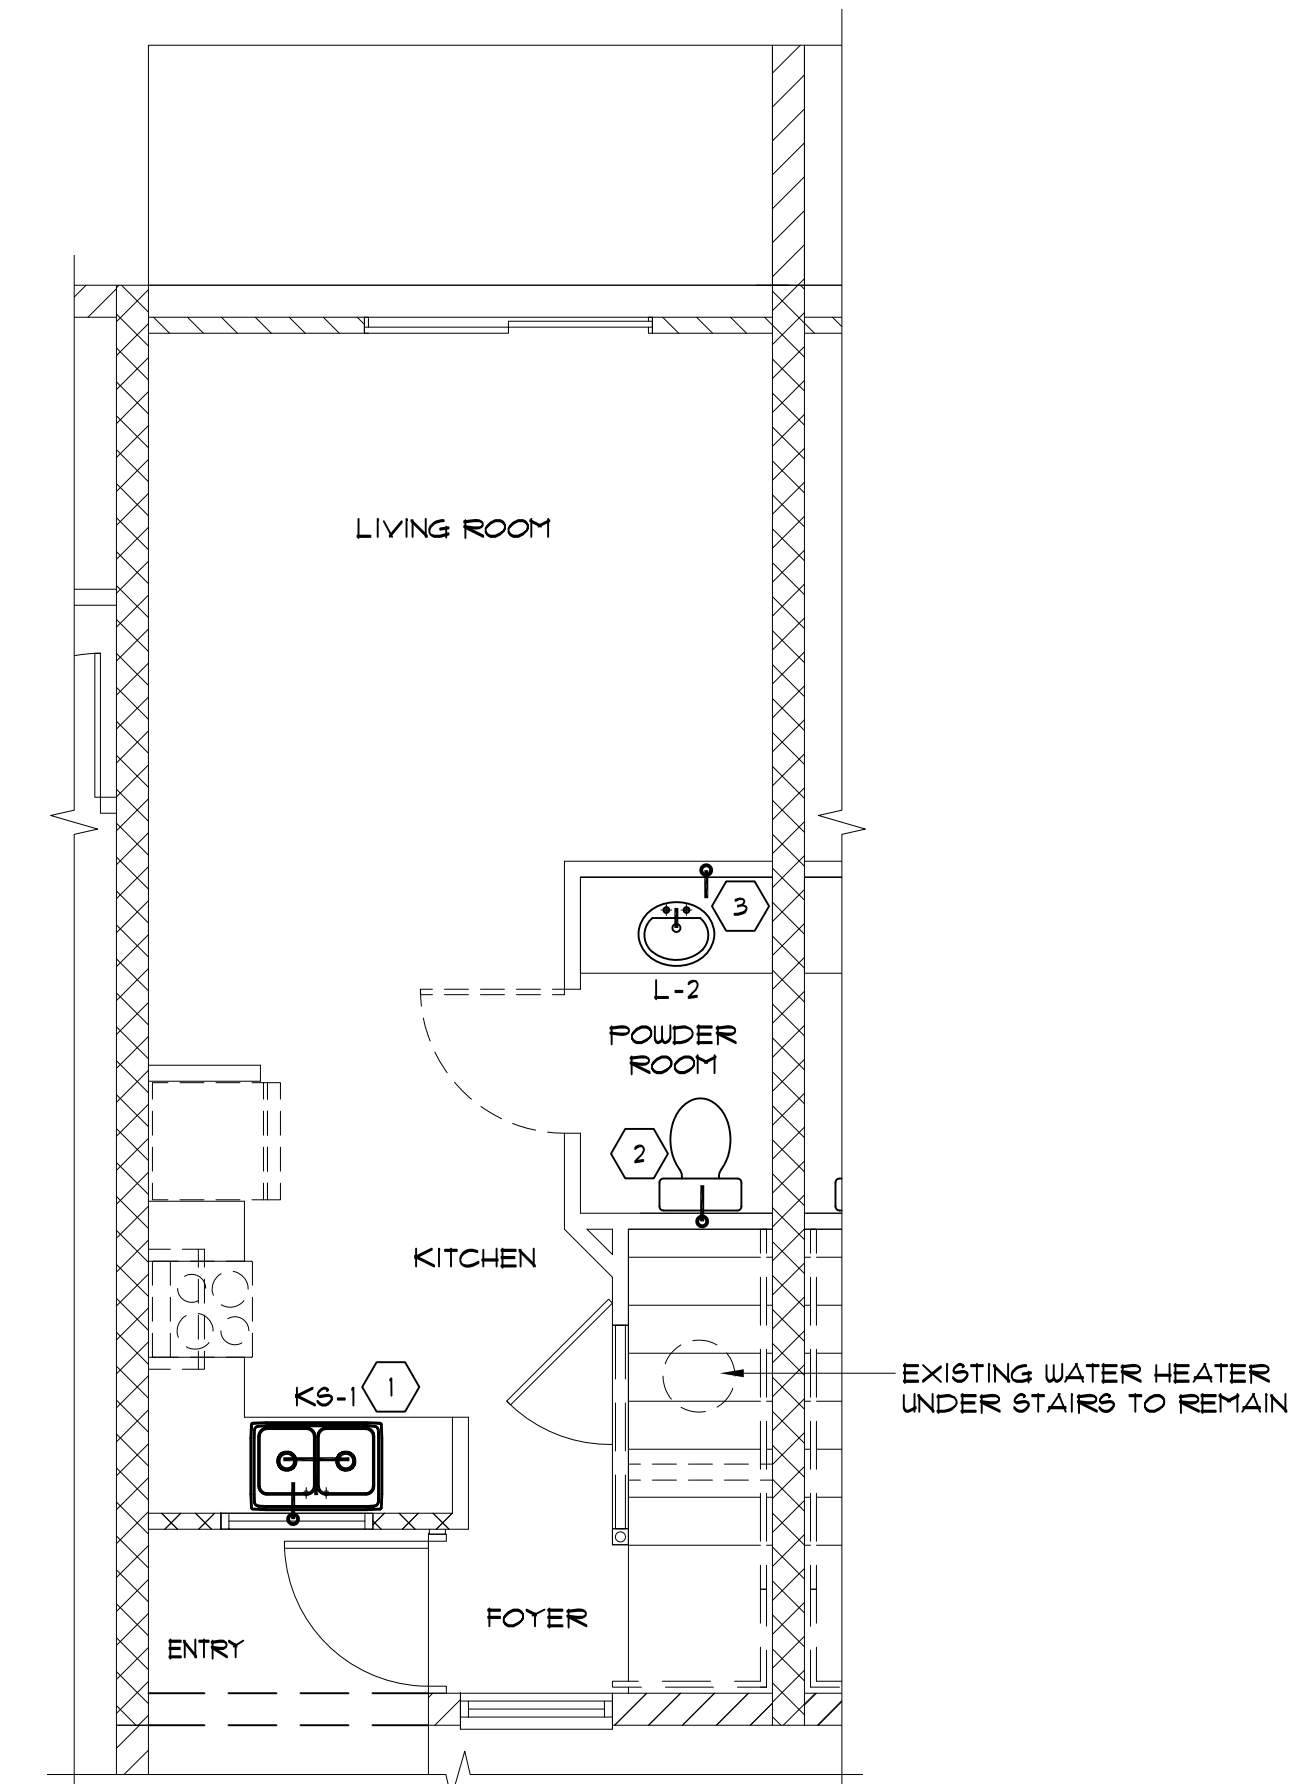 LIVING ROOM
3
L-2
POWDER
ROOM
2
KITCHEN
EXISTING WATER HEATER
UNDER STAIRS TO REMAIN
KS-1
1
FOYER
ENTRY